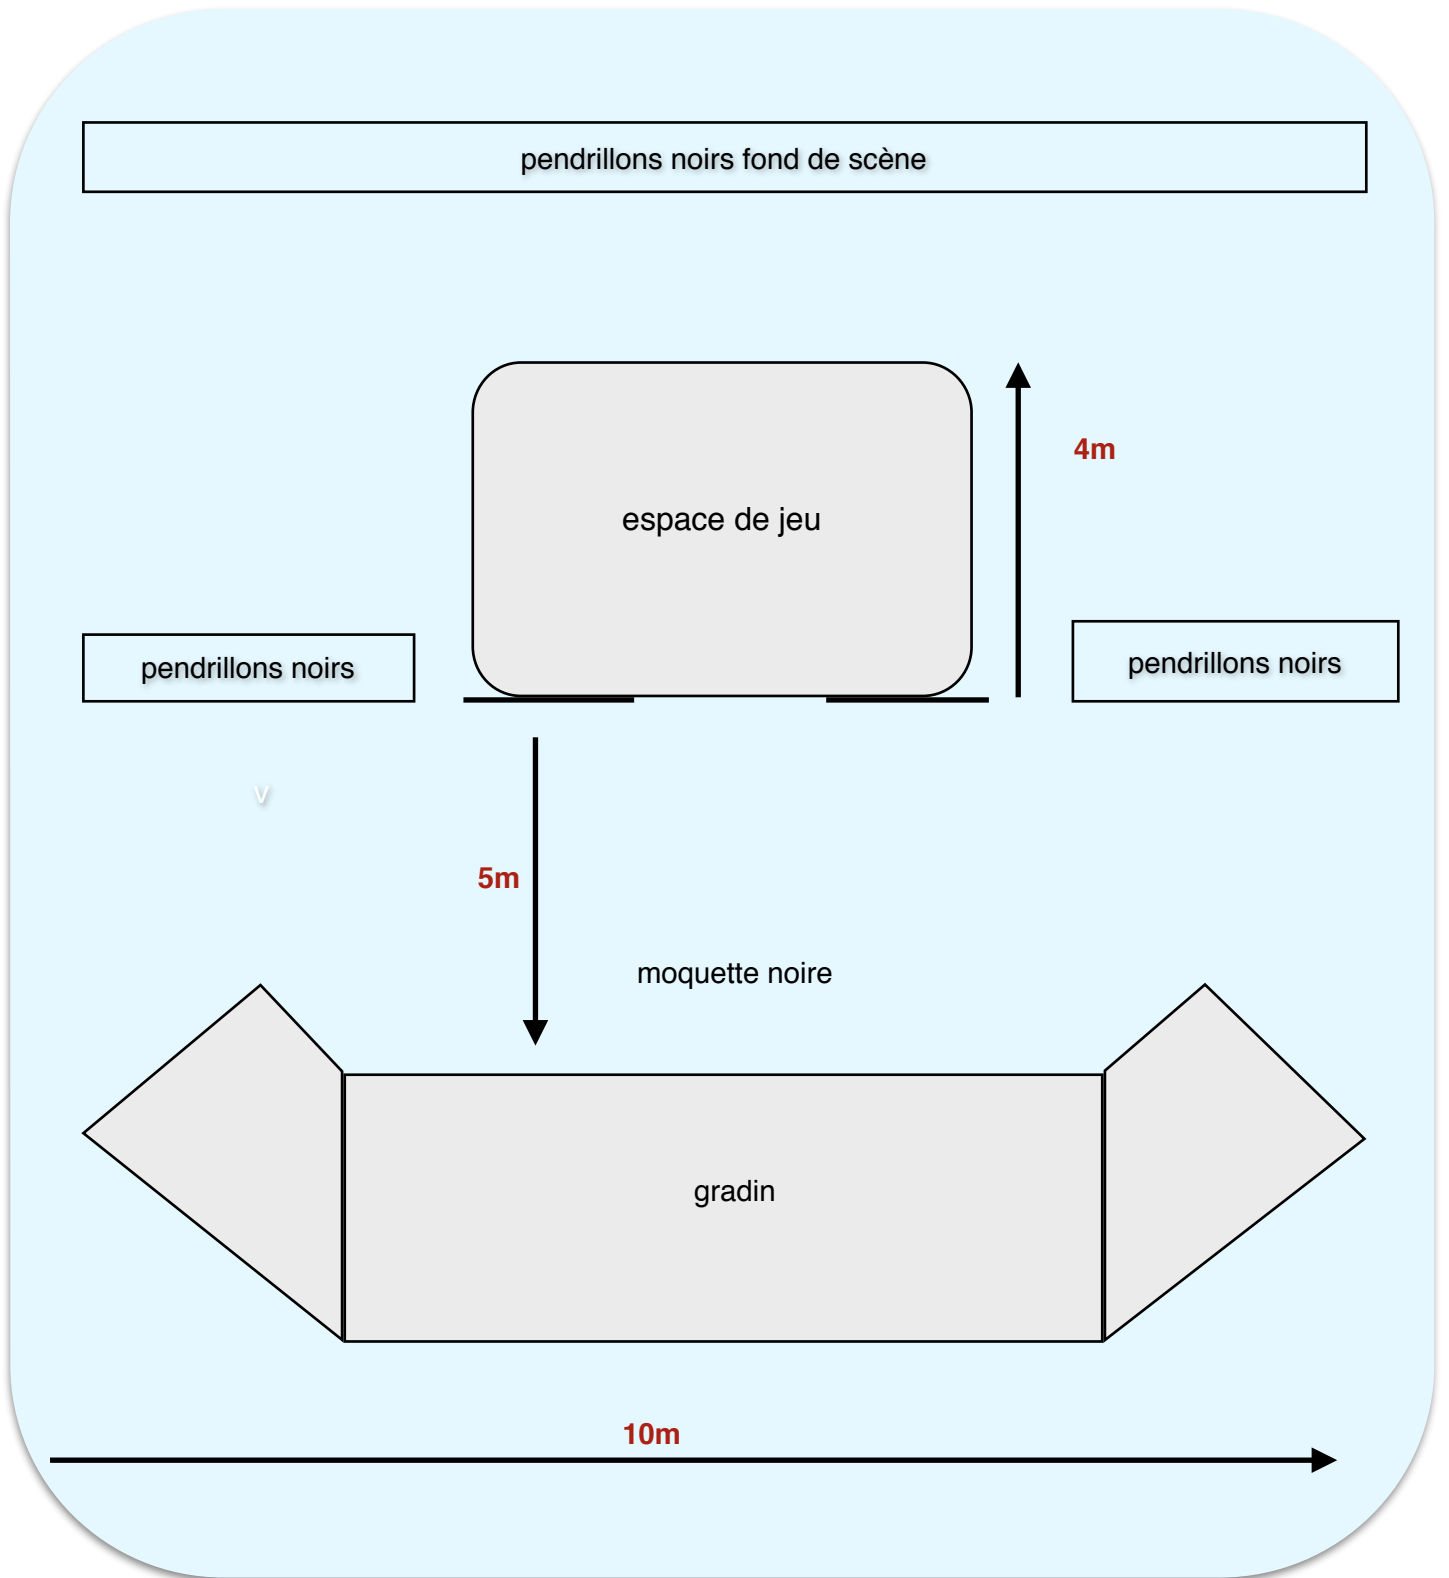 pendrillons noirs fond de scène
4m
espace de jeu
pendrillons noirs
pendrillons noirs
v
5m
moquette noire
gradin
10m